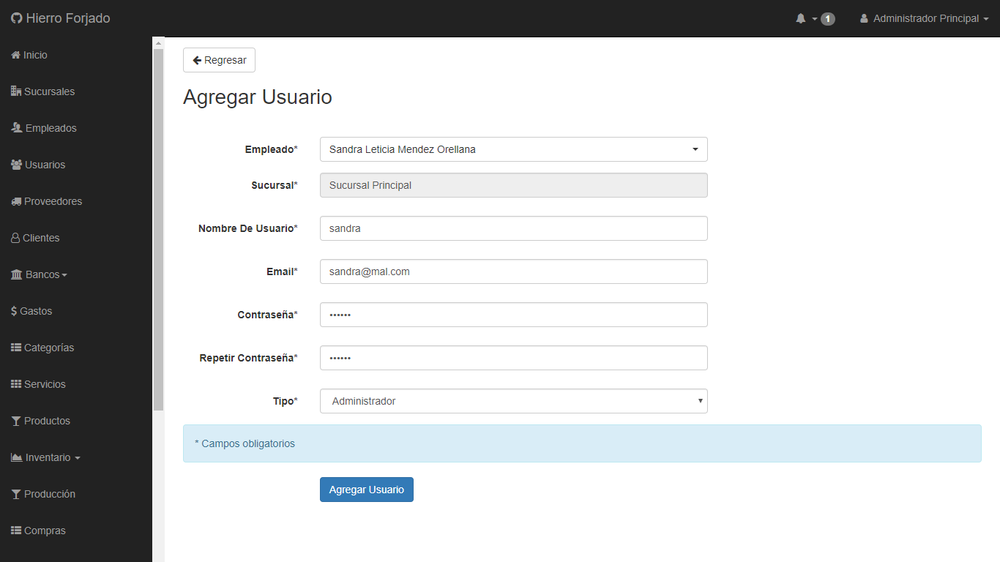 Hierro Forjado
1
Administrador Principal
Inicio
Sucursales
Empleados
Usuarios
Proveedores
Clientes
Bancos
$ Gastos
Categorías
Servicios
Productos
Inventario
Producción
Compras
Regresar
Agregar Usuario
Empleado* Sandra Leticia Mendez Orellana
Sucursal* Sucursal Principal
Nombre De Usuario* sandra
Email* sandra@mal.com
Contraseña* ••••••
Repetir Contraseña* ••••••
Tipo* Administrador
* Campos obligatorios
Agregar Usuario